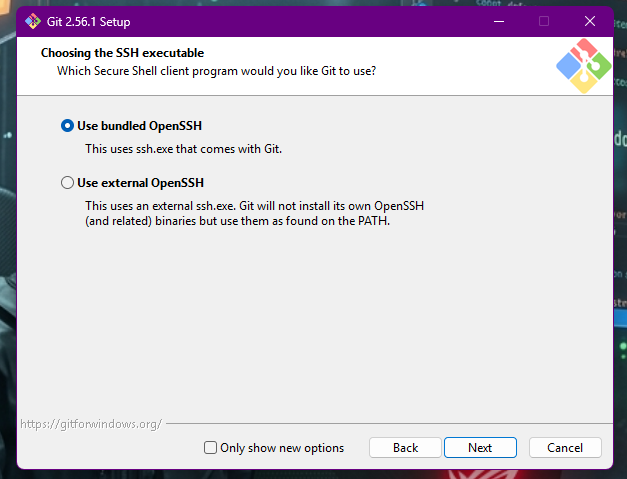 Git 2.56.1 Setup
Choosing the SSH executable
Which Secure Shell client program would you like Git to use?
Use bundled OpenSSH
This uses ssh.exe that comes with Git.
Use external OpenSSH
This uses an external ssh.exe. Git will not install its own OpenSSH
(and related) binaries but use them as found on the PATH.
https://gitforwindows.org/
Only show new options
Back
Next
Cancel